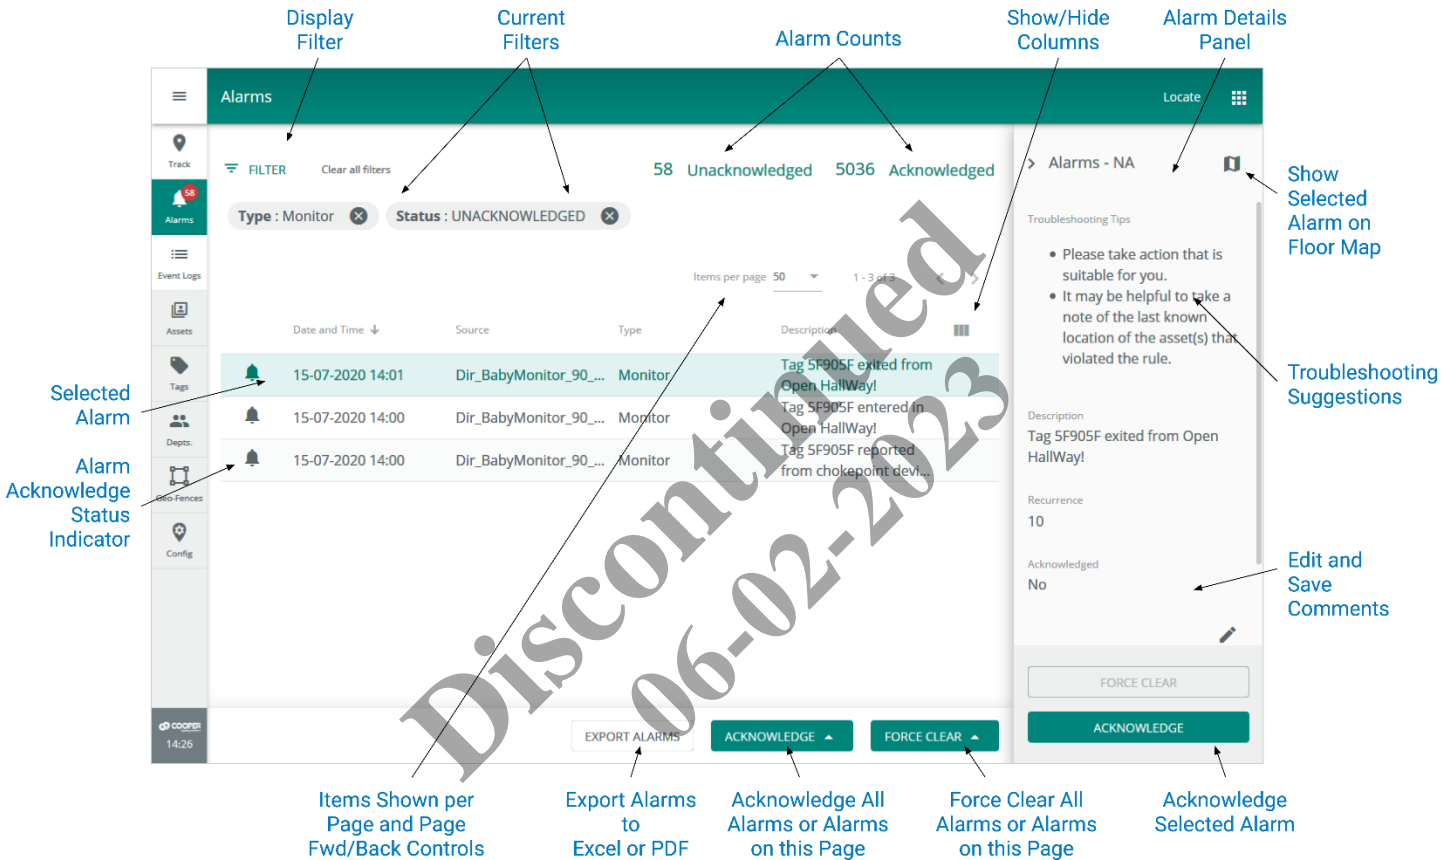 Display
Filter
Current
Filters
Alarm Counts
Show/Hide
Columns
Alarm Details
Panel
Alarms
Locate
Track
58
Alarms
Event Logs
Assets
Tags
Depts.
Geo-Fences
Config
COOPER
14:26
FILTER
Clear all filters
58 Unacknowledged 5036 Acknowledged
Type : Monitor
Status : UNACKNOWLEDGED
Items per page 50 1 - 3 of 3
Date and Time Source Type Description
15-07-2020 14:01 Dir_BabyMonitor_90_... Monitor Tag 5F905F exited from
Open HallWay!
15-07-2020 14:00 Dir_BabyMonitor_90_... Monitor Tag 5F905F entered in
Open HallWay!
15-07-2020 14:00 Dir_BabyMonitor_90_... Monitor Tag 5F905F reported
from chokepoint devi...
EXPORT ALARMS
ACKNOWLEDGE
FORCE CLEAR
Alarms - NA
Troubleshooting Tips
• Please take action that is
suitable for you.
• It may be helpful to take a
note of the last known
location of the asset(s) that
violated the rule.
Description
Tag 5F905F exited from Open
HallWay!
Recurrence
10
Acknowledged
No
FORCE CLEAR
ACKNOWLEDGE
Discontinued
06-02-2023
Selected
Alarm
Alarm
Acknowledge
Status
Indicator
Show
Selected
Alarm on
Floor Map
Troubleshooting
Suggestions
Edit and
Save
Comments
Items Shown per
Page and Page
Fwd/Back Controls
Export Alarms
to
Excel or PDF
Acknowledge All
Alarms or Alarms
on this Page
Force Clear All
Alarms or Alarms
on this Page
Acknowledge
Selected Alarm